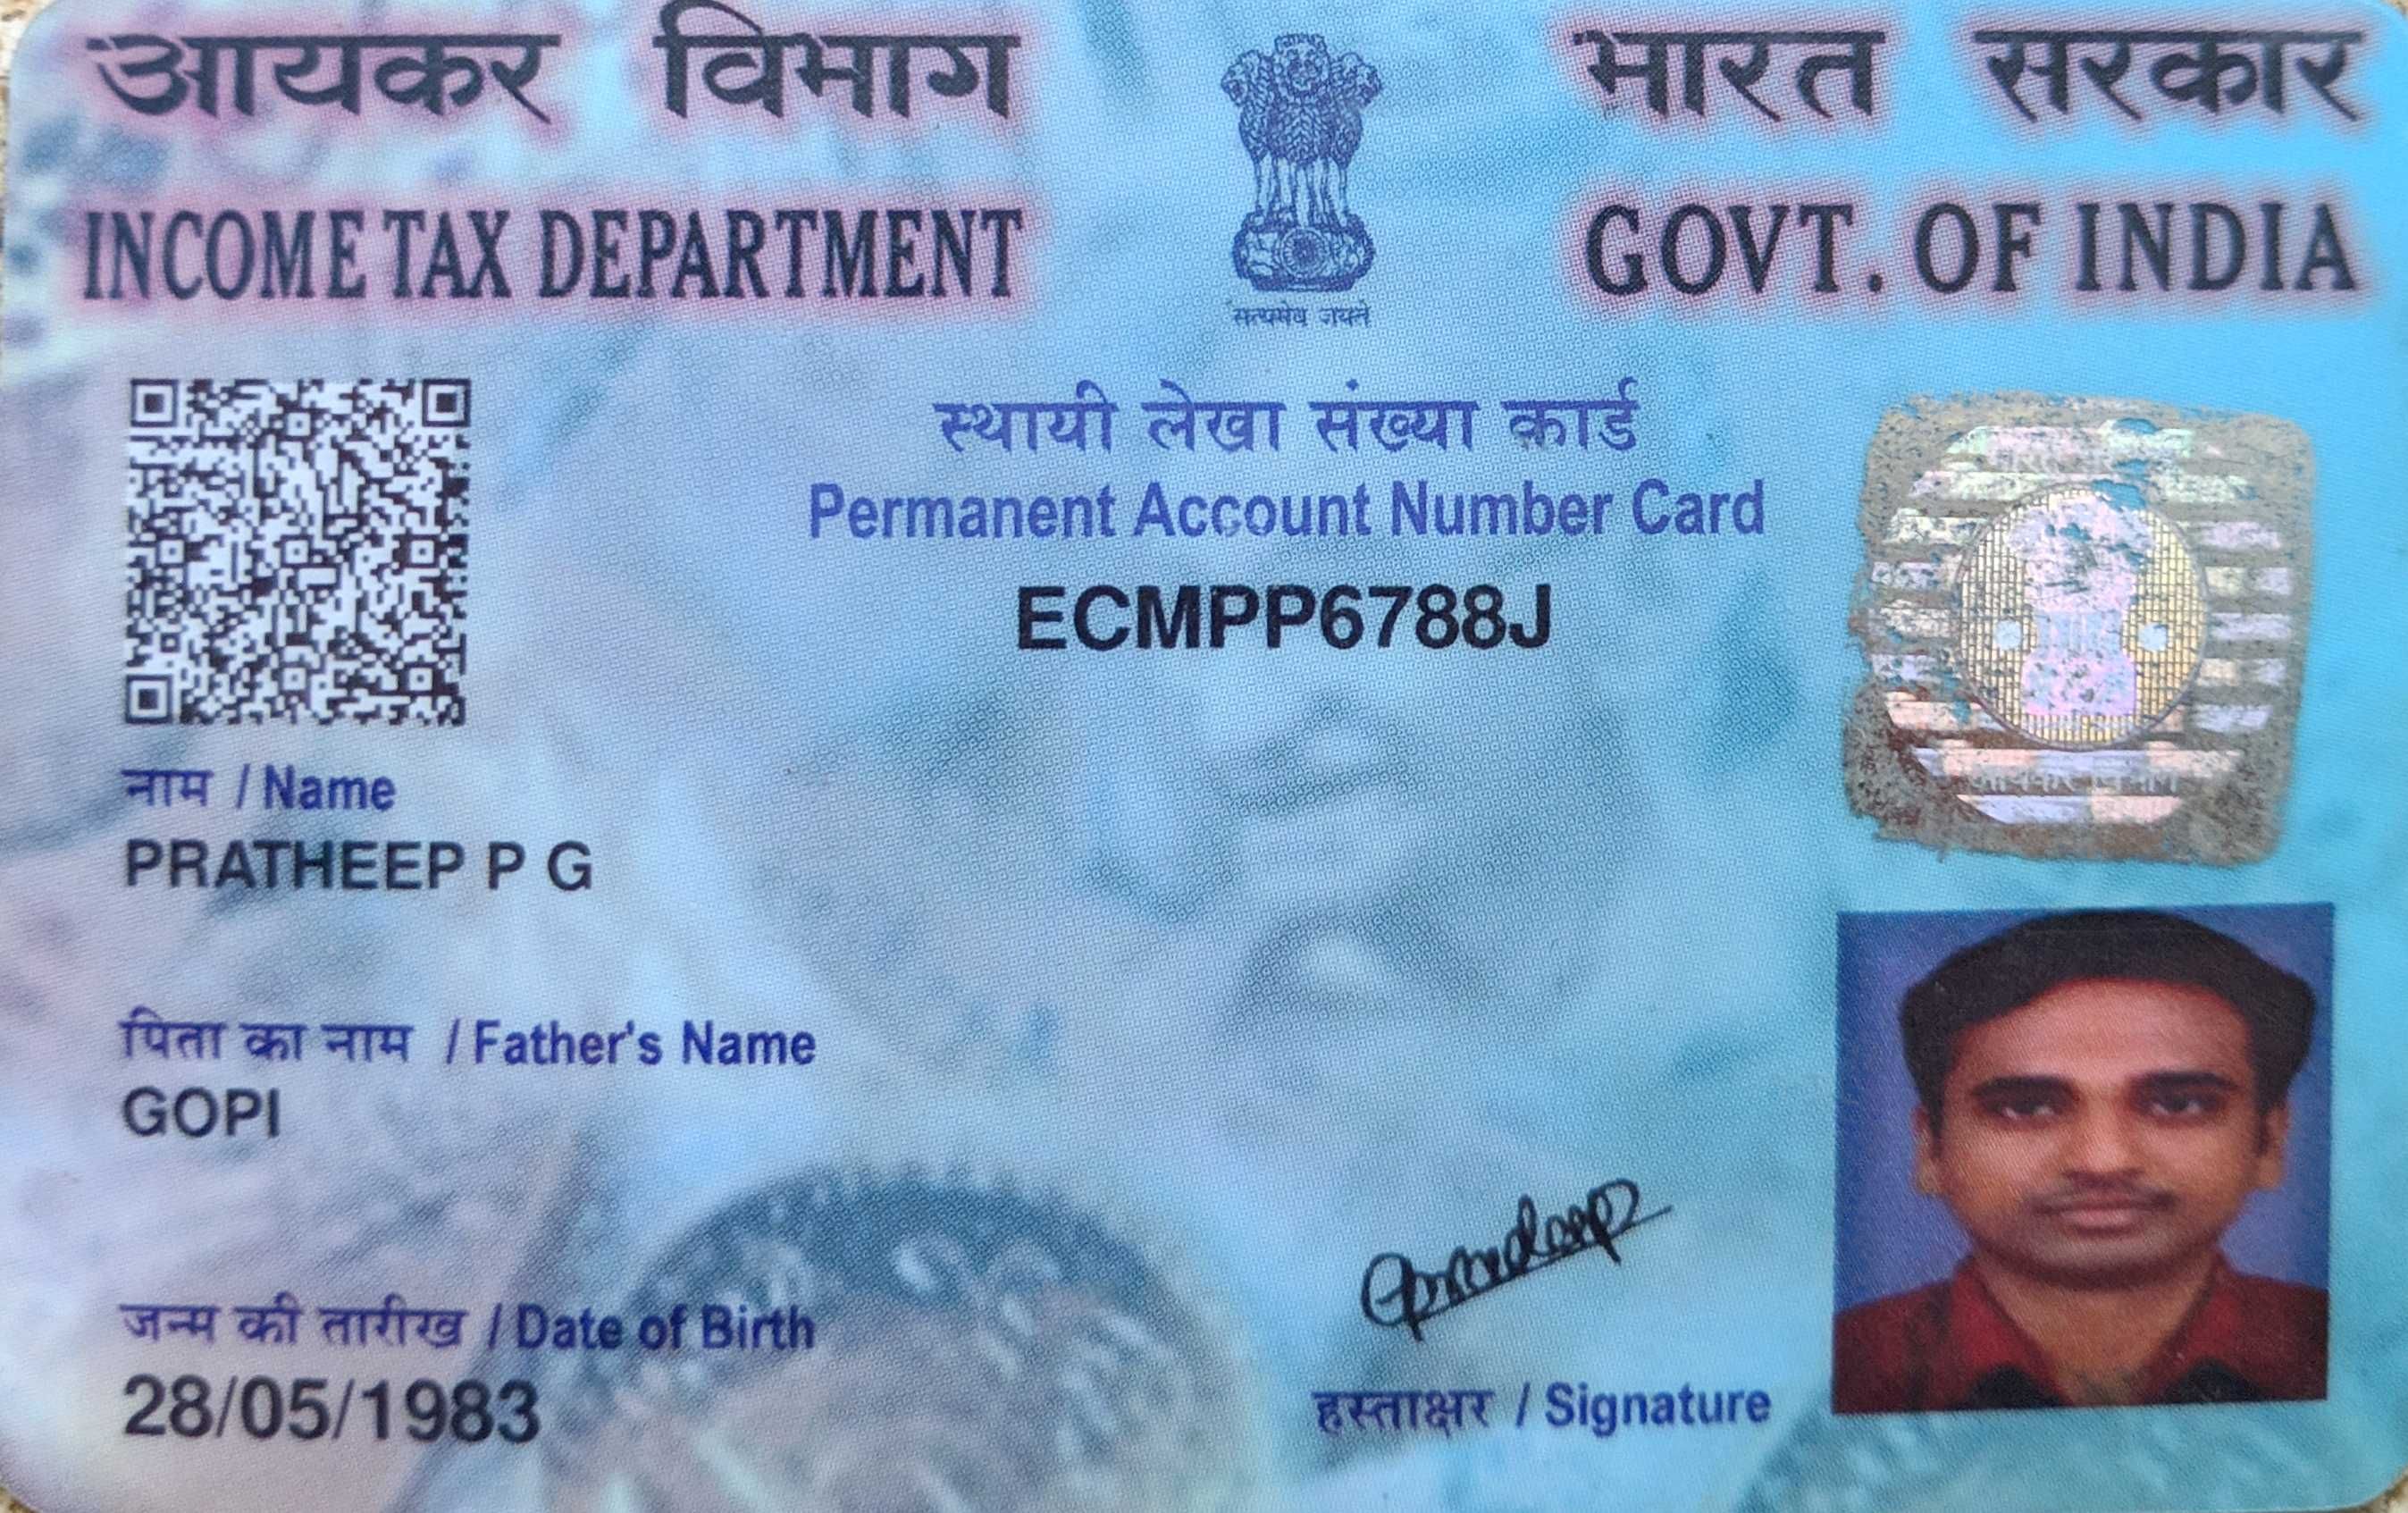 आयकर विभाग
INCOME TAX DEPARTMENT
सत्यमेव जयते
भारत सरकार
GOVT. OF INDIA
स्थायी लेखा संख्या कार्ड
Permanent Account Number Card
ECMPP6788J
नाम / Name
PRATHEEP P G
पिता का नाम / Father's Name
GOPI
जन्म की तारीख / Date of Birth
28/05/1983
हस्ताक्षर / Signature